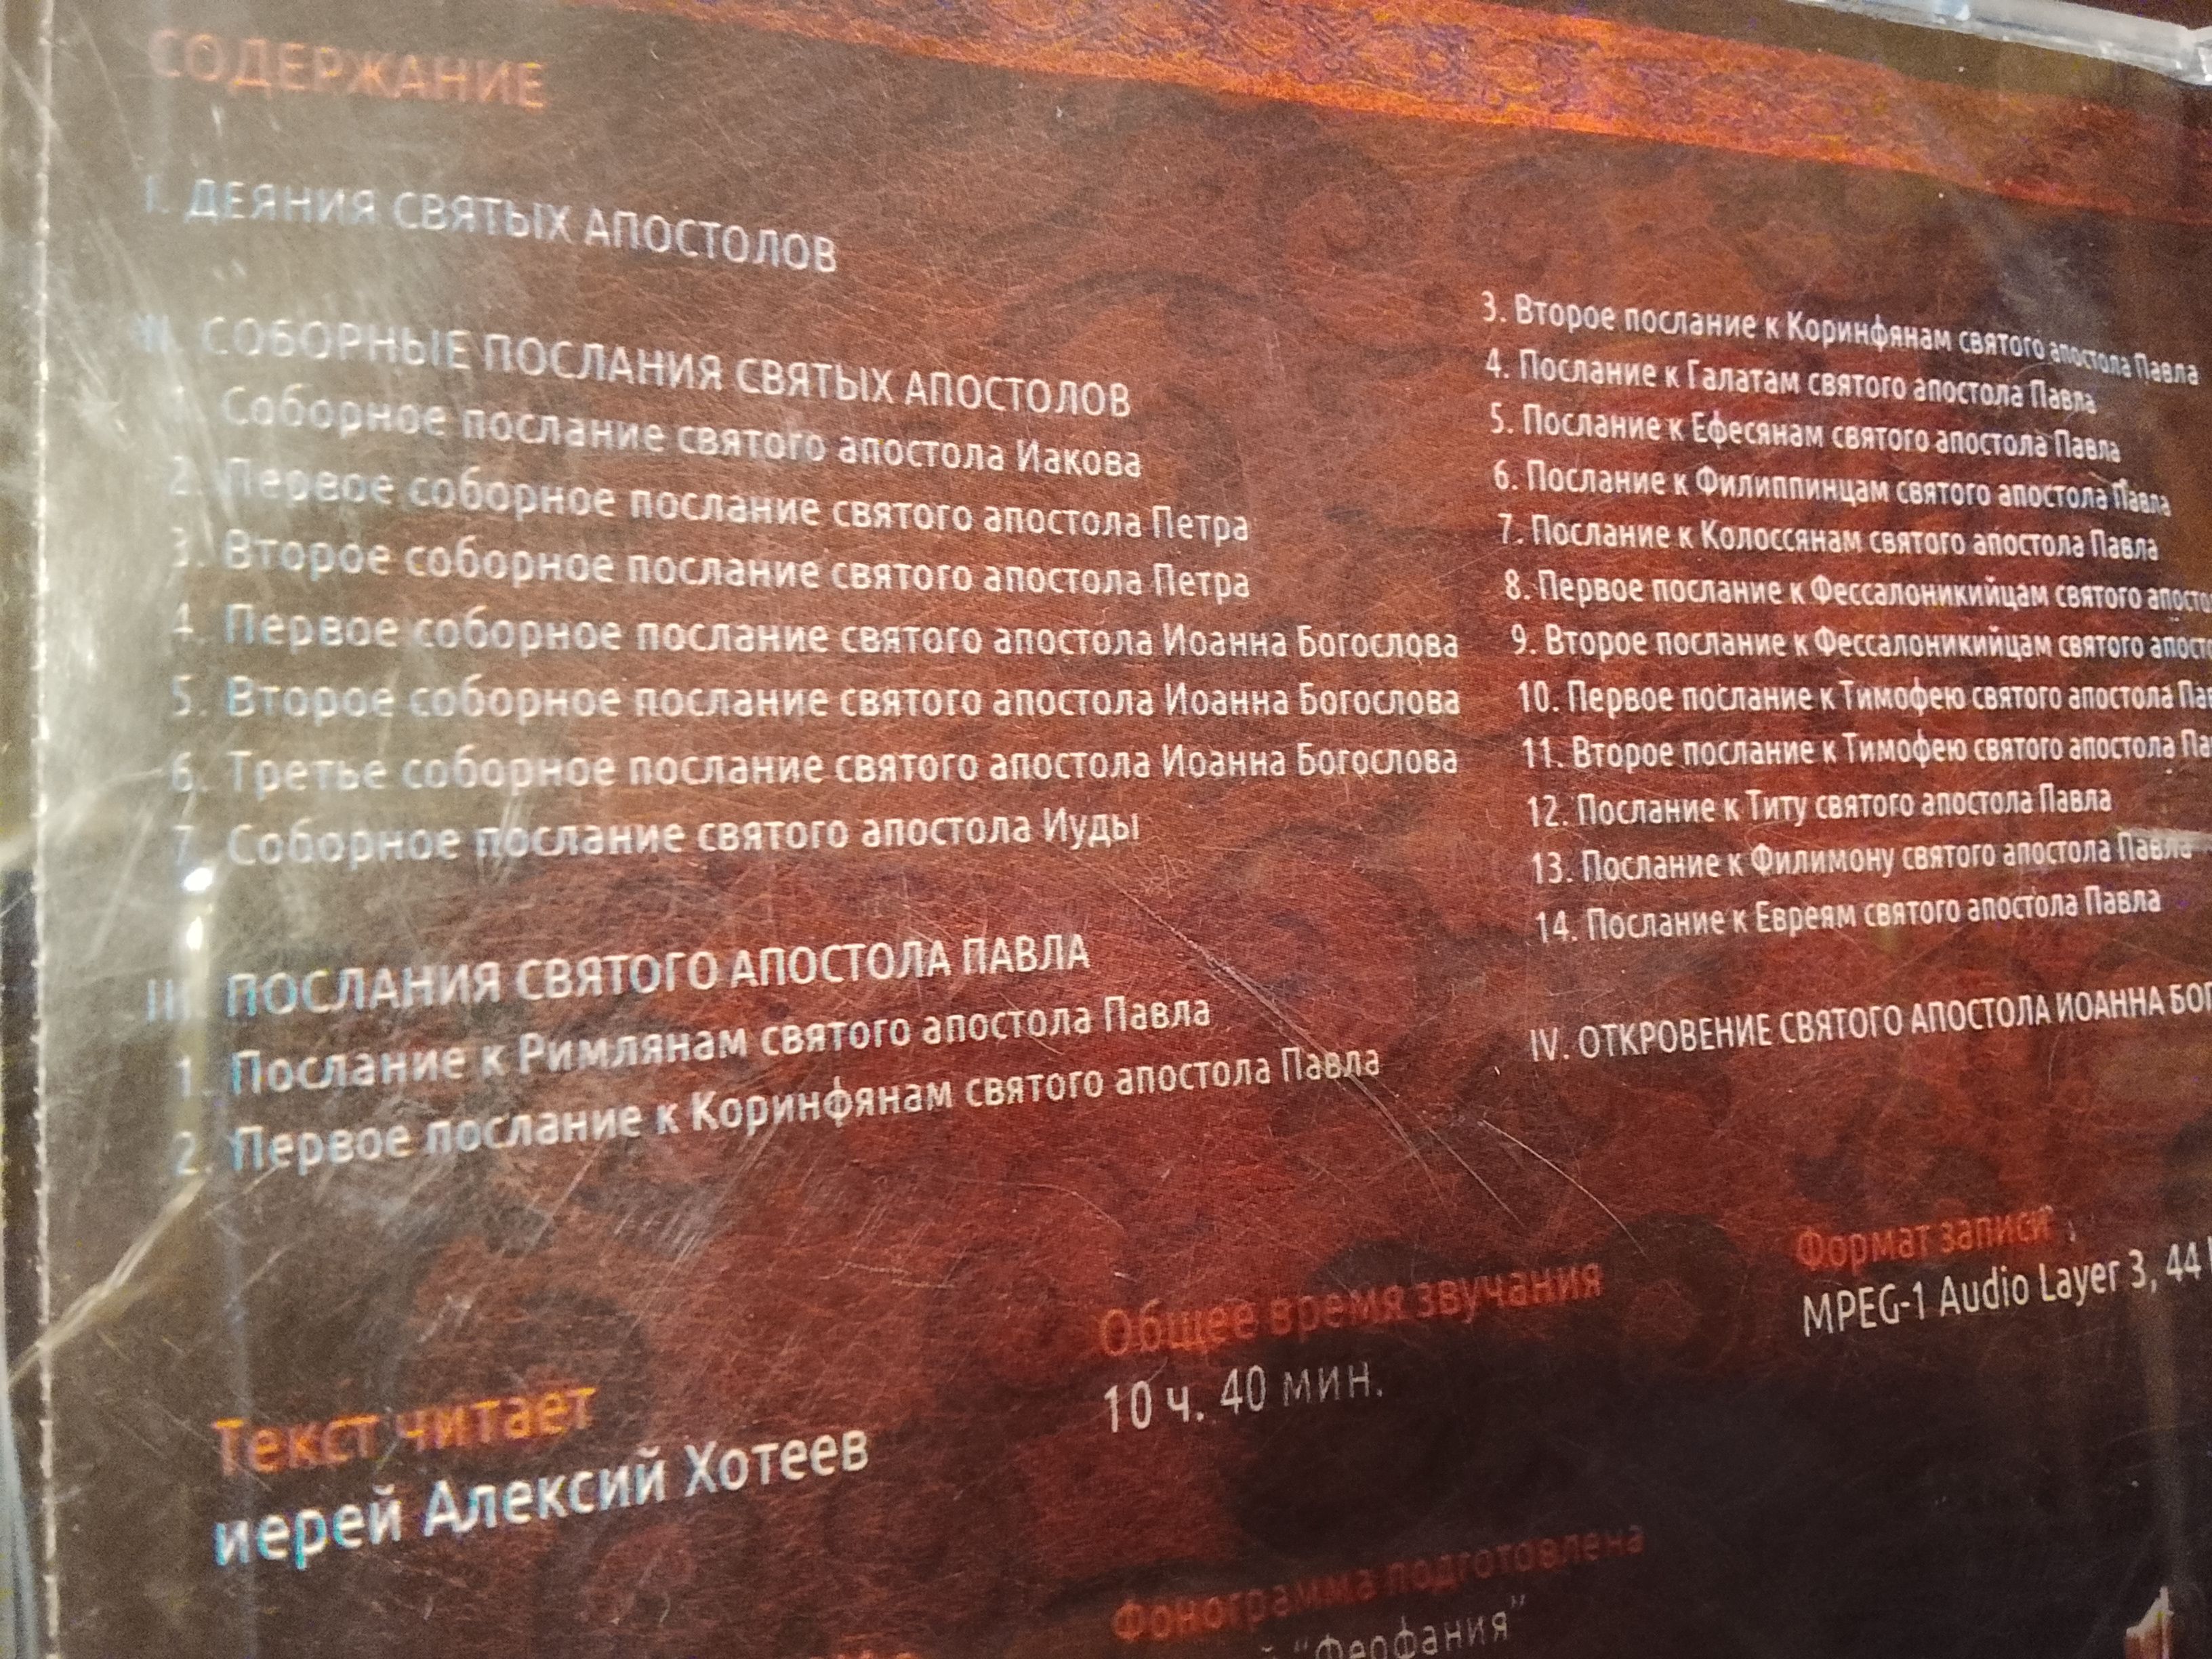 СОДЕРЖАНИЕ
I. ДЕЯНИЯ СВЯТЫХ АПОСТОЛОВ
II. СОБОРНЫЕ ПОСЛАНИЯ СВЯТЫХ АПОСТОЛОВ
1. Соборное послание святого апостола Иакова
2. Первое соборное послание святого апостола Петра
3. Второе соборное послание святого апостола Петра
4. Первое соборное послание святого апостола Иоанна Богослова
5. Второе соборное послание святого апостола Иоанна Богослова
6. Третье соборное послание святого апостола Иоанна Богослова
7. Соборное послание святого апостола Иуды
III. ПОСЛАНИЯ СВЯТОГО АПОСТОЛА ПАВЛА
1. Послание к Римлянам святого апостола Павла
2. Первое послание к Коринфянам святого апостола Павла
3. Второе послание к Коринфянам святого апостола Павла
4. Послание к Галатам святого апостола Павла
5. Послание к Ефесянам святого апостола Павла
6. Послание к Филиппинцам святого апостола Павла
7. Послание к Колоссянам святого апостола Павла
8. Первое послание к Фессалоникийцам святого
9. Второе послание к Фессалоникийцам святого
10. Первое послание к Тимофею святого апостола
11. Второе послание к Тимофею святого апостола
12. Послание к Титу святого апостола Павла
13. Послание к Филимону святого апостола Павла
14. Послание к Евреям святого апостола Павла
IV. ОТКРОВЕНИЕ СВЯТОГО АПОСТОЛА ИОАННА
Текст читает
иерей Алексий Хотеев
Общее время звучания
10 ч. 40 мин.
Формат записи
MPEG-1 Audio Layer 3, 44
Фонограмма подготовлена
"Феофания"